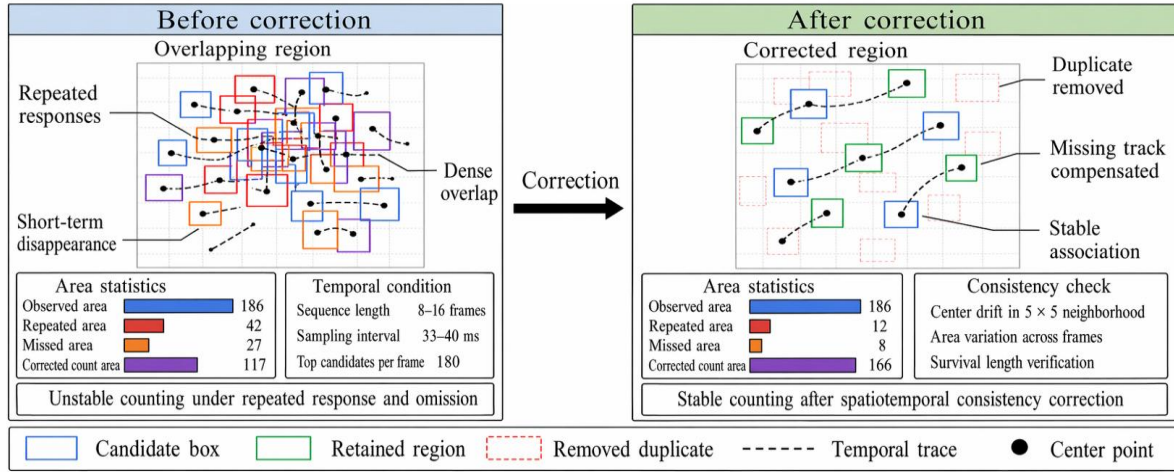 Before correction
Overlapping region
Repeated
responses
Dense
overlap
Short-term
disappearance
Area statistics
Observed area 186
Repeated area 42
Missed area 27
Corrected count area 117
Temporal condition
Sequence length 8–16 frames
Sampling interval 33–40 ms
Top candidates per frame 180
Unstable counting under repeated response and omission
Correction
After correction
Corrected region
Duplicate
removed
Missing track
compensated
Stable
association
Area statistics
Observed area 186
Repeated area 12
Missed area 8
Corrected count area 166
Consistency check
Center drift in 5 × 5 neighborhood
Area variation across frames
Survival length verification
Stable counting after spatiotemporal consistency correction
Candidate box
Retained region
Removed duplicate
Temporal trace
Center point